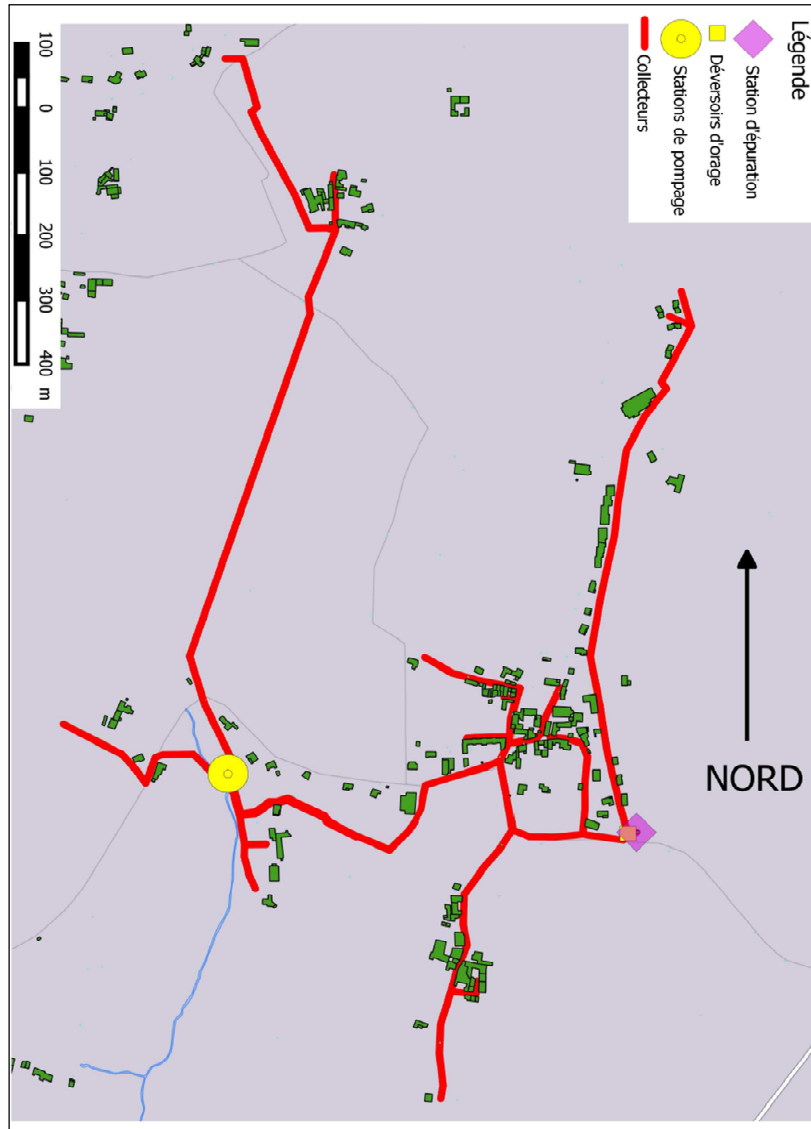 Légende
Station d'épuration
Déversoirs d'orage
Stations de pompage
Collecteurs
100 0 100 200 300 400 m
NORD